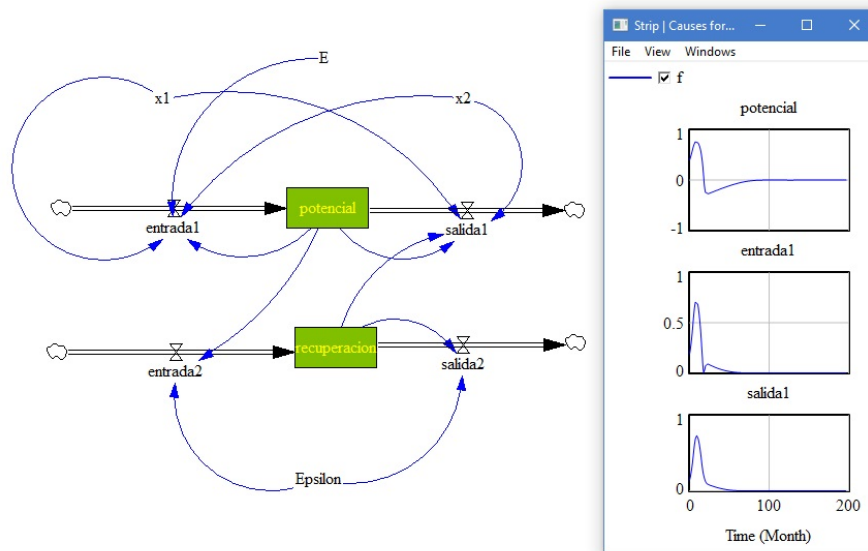 E
x1
x2
potencial
entrada1
salida1
recuperacion
entrada2
salida2
Epsilon
Strip | Causes for...
File View Windows
f
potencial
1
0
-1
entrada1
1
0.5
0
salida1
1
0
0 100 200
Time (Month)